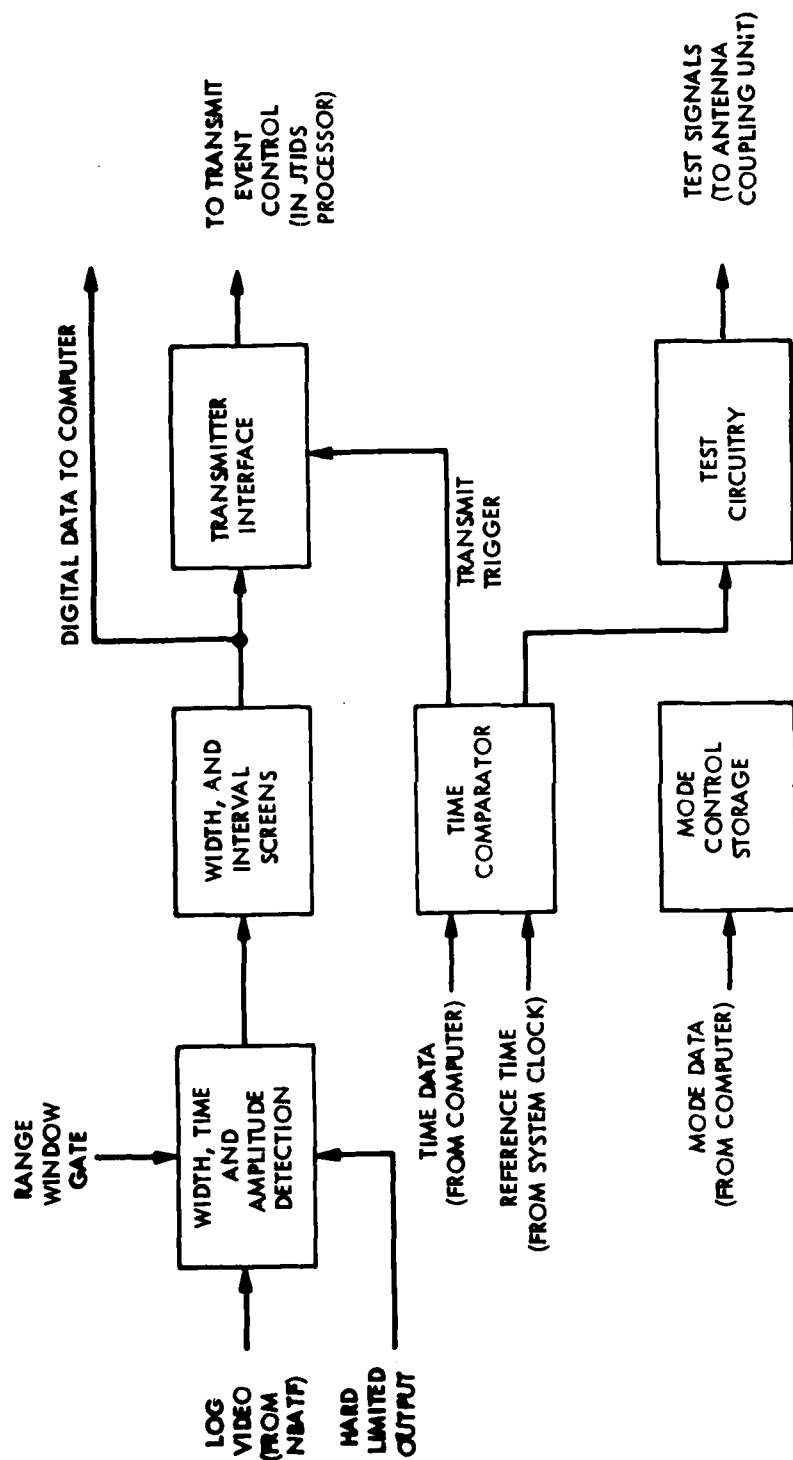 RANGE
WINDOW
GATE
LOG
VIDEO
(FROM
NBATF)
HARD
LIMITED
OUTPUT
WIDTH, TIME
AND
AMPLITUDE
DETECTION
WIDTH, AND
INTERVAL
SCREENS
DIGITAL DATA TO COMPUTER
TRANSMITTER
INTERFACE
TO TRANSMIT
EVENT
CONTROL
(IN JTIDS
PROCESSOR)
TIME DATA
(FROM COMPUTER)
REFERENCE TIME
(FROM SYSTEM CLOCK)
TIME
COMPARATOR
TRANSMIT
TRIGGER
MODE DATA
(FROM COMPUTER)
MODE
CONTROL
STORAGE
TEST
CIRCUITRY
TEST SIGNALS
(TO ANTENNA
COUPLING UNIT)